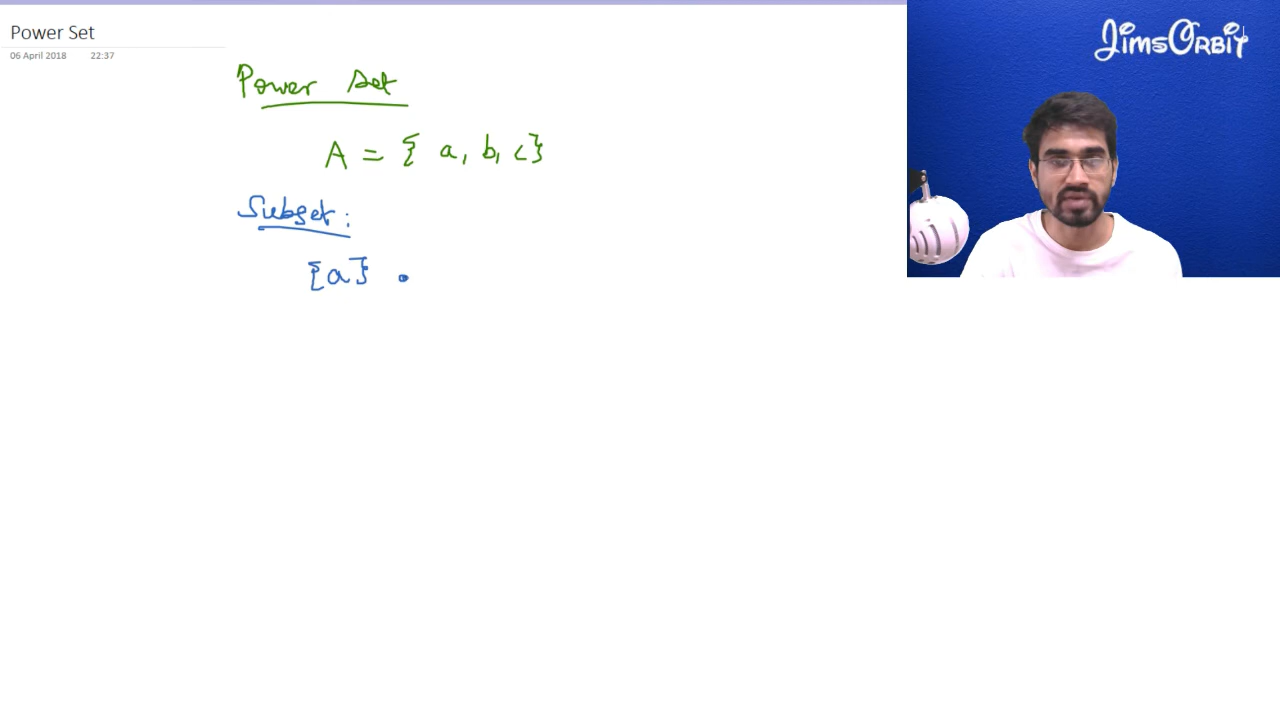 Power Set
06 April 2018 22:37
JIMSORBIT
Power Set
A = { a, b, c}
Subset:
{a}